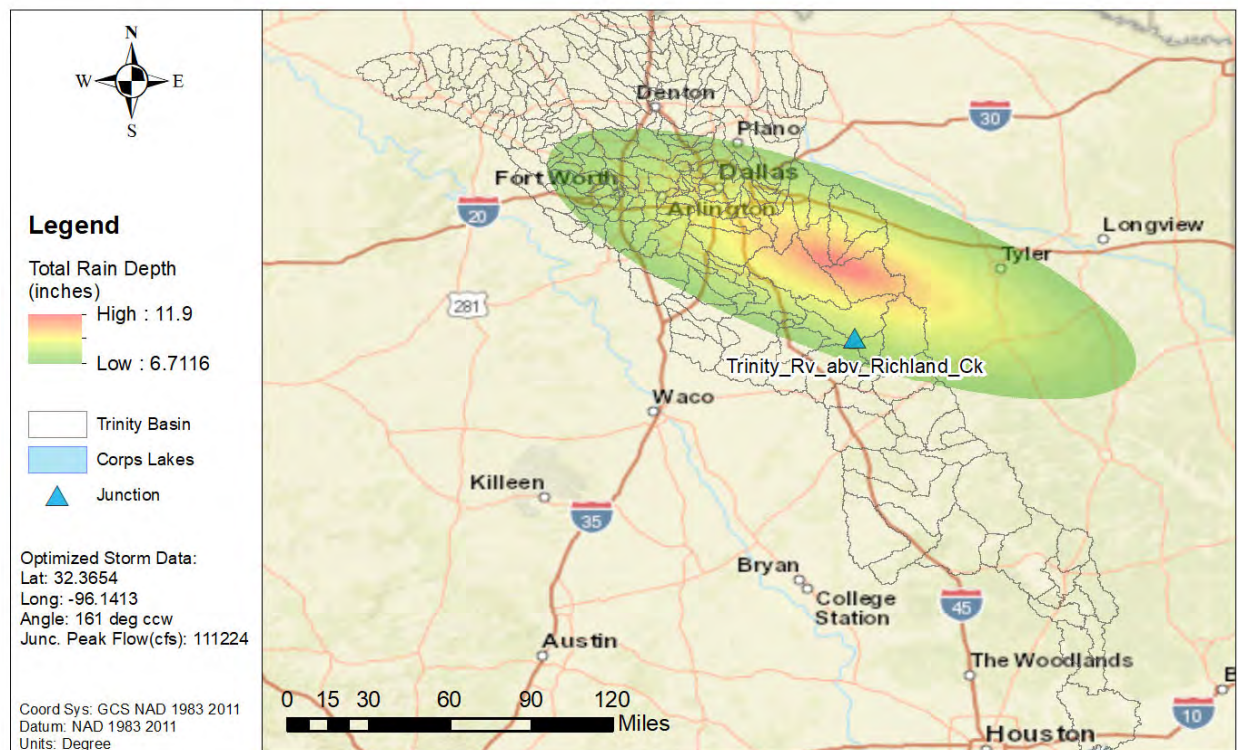 N
W E
S
Legend
Total Rain Depth
(inches)
High : 11.9
Low : 6.7116
Trinity Basin
Corps Lakes
Junction
Optimized Storm Data:
Lat: 32.3654
Long: -96.1413
Angle: 161 deg ccw
Junc. Peak Flow(cfs): 111224
Coord Sys: GCS NAD 1983 2011
Datum: NAD 1983 2011
Units: Degree
Denton
Plano
30
Fort Worth
Dallas
20
Arlington
Longview
Tyler
281
Trinity_Rv_abv_Richland_Ck
Waco
Killeen
35
Bryan
College
Station
45
Austin
The Woodlands
10
Houston
0 15 30 60 90 120
Miles